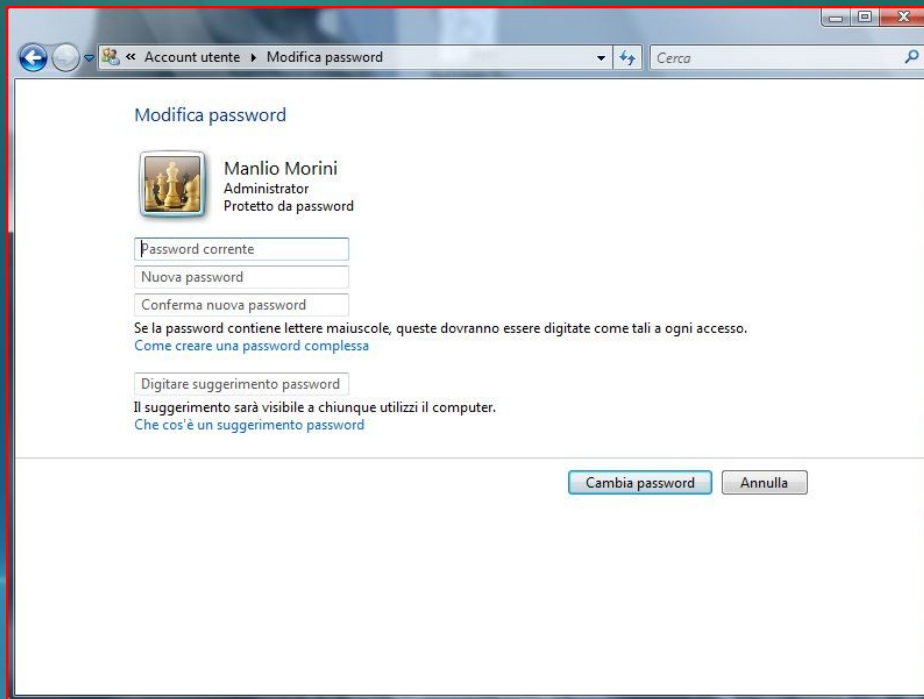 « Account utente ▸ Modifica password
Cerca
Modifica password
Manlio Morini
Administrator
Protetto da password
Password corrente
Nuova password
Conferma nuova password
Se la password contiene lettere maiuscole, queste dovranno essere digitate come tali a ogni accesso.
Come creare una password complessa
Digitare suggerimento password
Il suggerimento sarà visibile a chiunque utilizzi il computer.
Che cos'è un suggerimento password
Cambia password
Annulla